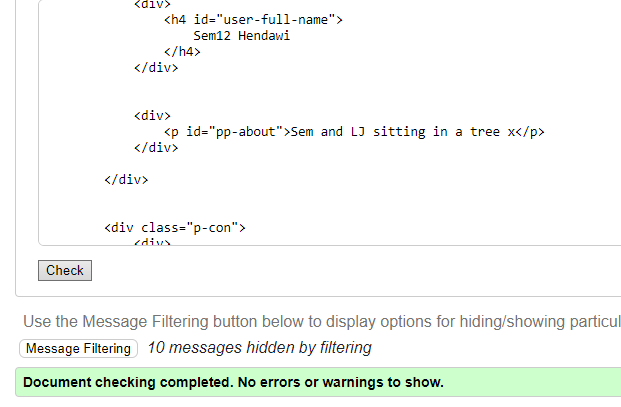 <div>
<h4 id="user-full-name">
Sem12 Hendawi
</h4>
</div>
<div>
<p id="pp-about">Sem and LJ sitting in a tree x</p>
</div>
</div>
<div class="p-con">
<div>
Check
Use the Message Filtering button below to display options for hiding/showing particul
Message Filtering 10 messages hidden by filtering
Document checking completed. No errors or warnings to show.